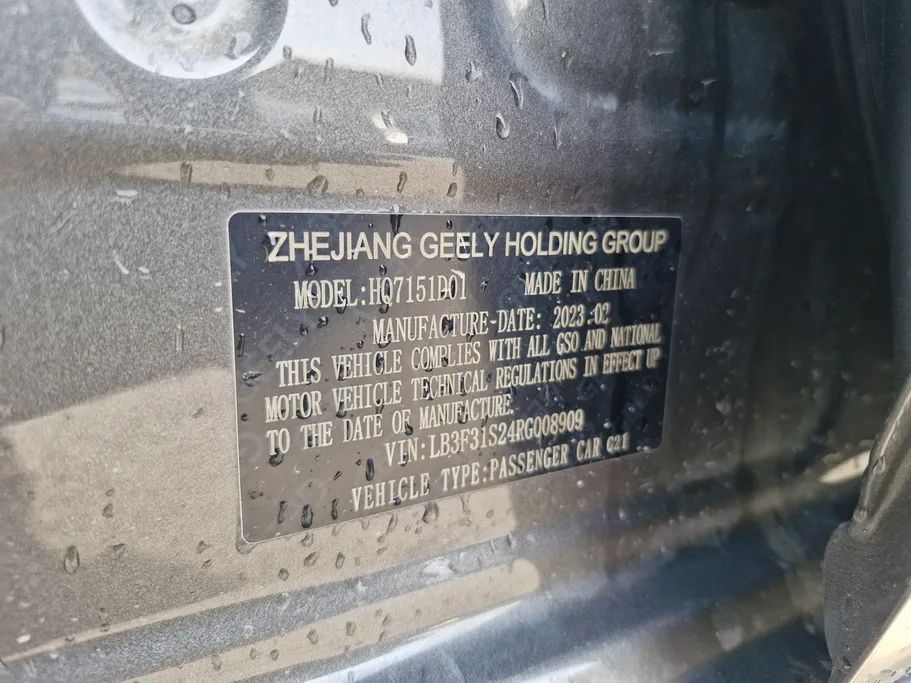 ZHEJIANG GEELY HOLDING GROUP
MODEL:HQ7151D01 MADE IN CHINA
MANUFACTURE-DATE: 2023.02
THIS VEHICLE COMPLIES WITH ALL GSO AND NATIONAL
MOTOR VEHICLE TECHNICAL REGULATIONS IN EFFECT UP
TO THE DATE OF MANUFACTURE.
VIN:LB3F31S24RG008909
VEHICLE TYPE:PASSENGER CAR G21